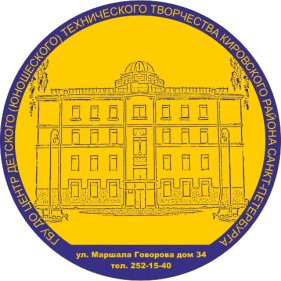 ГБУ ДО ЦЕНТР ДЕТСКОГО (ЮНОШЕСКОГО) ТЕХНИЧЕСКОГО ТВОРЧЕСТВА КИРОВСКОГО РАЙОНА САНКТ-ПЕТЕРБУРГА
ул. Маршала Говорова дом 34
тел. 252-15-40